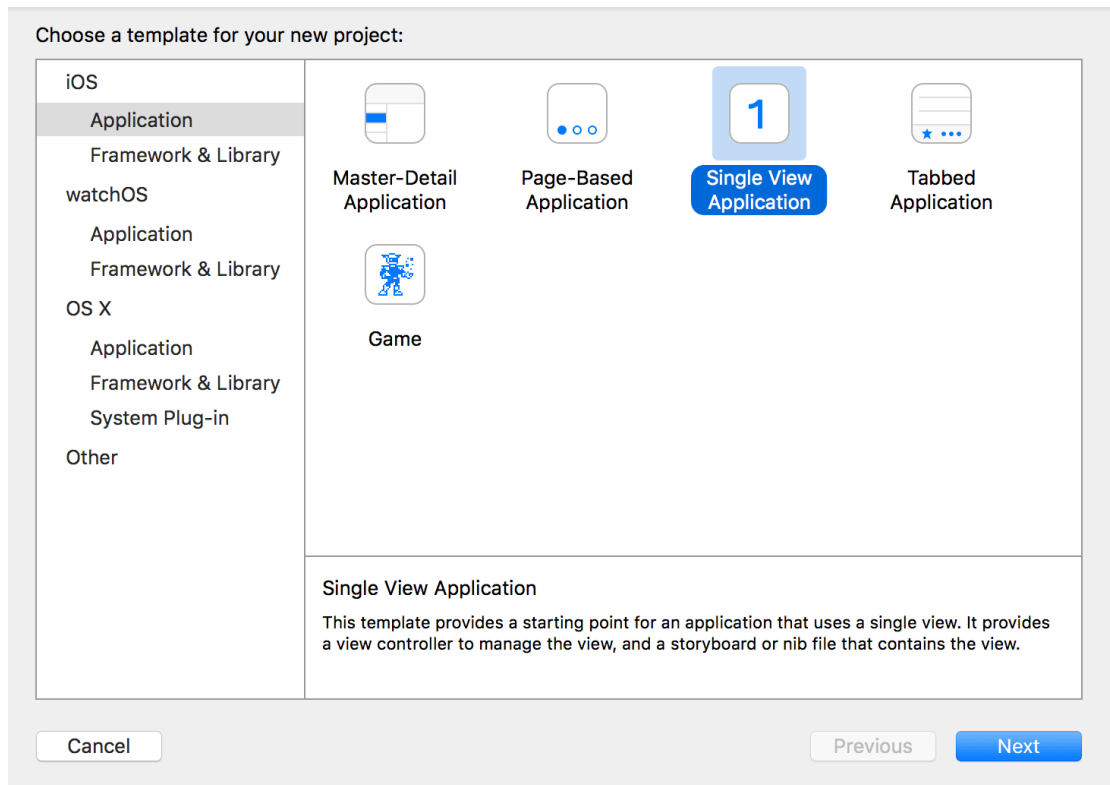 Choose a template for your new project:
iOS
Application
Framework & Library
watchOS
Application
Framework & Library
OS X
Application
Framework & Library
System Plug-in
Other
Master-Detail
Application
Page-Based
Application
1
Single View
Application
Tabbed
Application
Game
Single View Application
This template provides a starting point for an application that uses a single view. It provides
a view controller to manage the view, and a storyboard or nib file that contains the view.
Cancel
Previous
Next